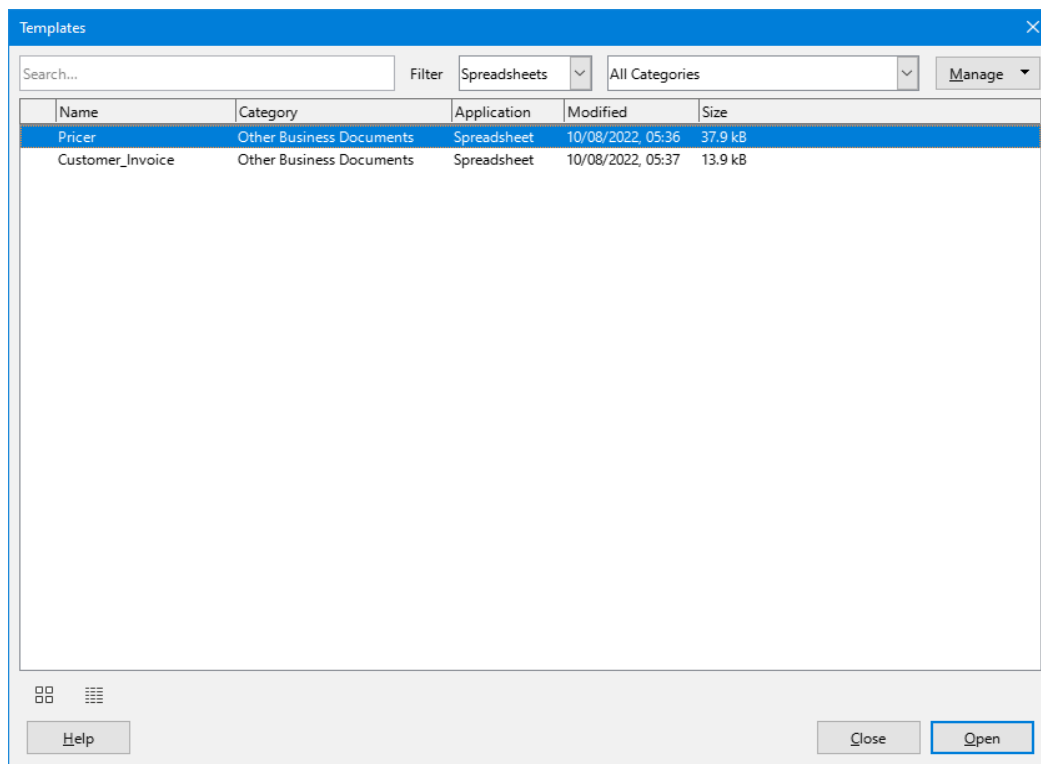 Templates
Search... Filter Spreadsheets All Categories Manage
Name Category Application Modified Size
Pricer Other Business Documents Spreadsheet 10/08/2022, 05:36 37.9 kB
Customer_Invoice Other Business Documents Spreadsheet 10/08/2022, 05:37 13.9 kB
Help Close Open